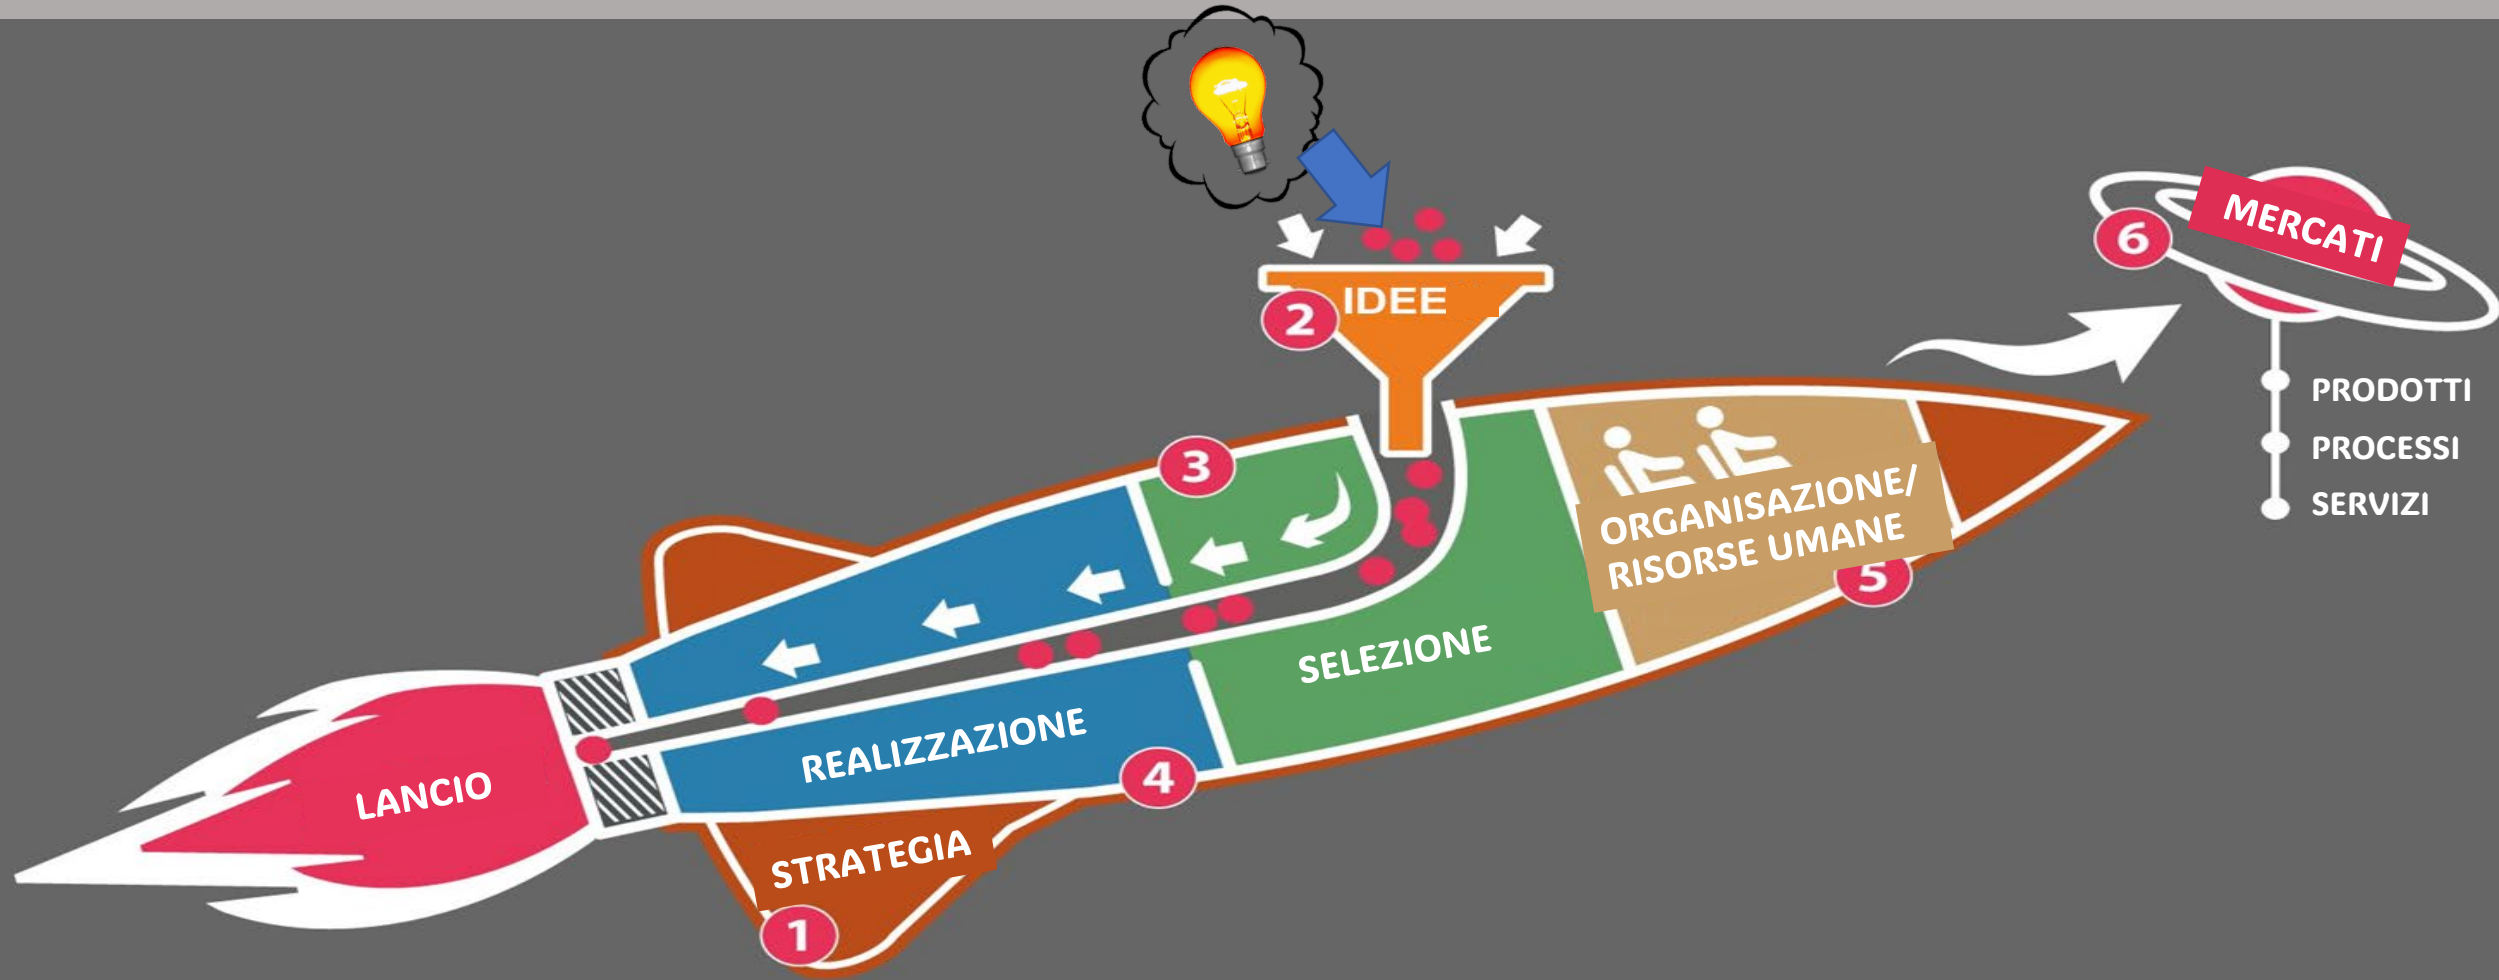 6
MERCATI
2
IDEE
PRODOTTI
PROCESSI
SERVIZI
3
ORGANISAZIONE/
RISORSE UMANE
5
SELEZIONE
REALIZZAZIONE
4
LANCIO
STRATEGIA
1